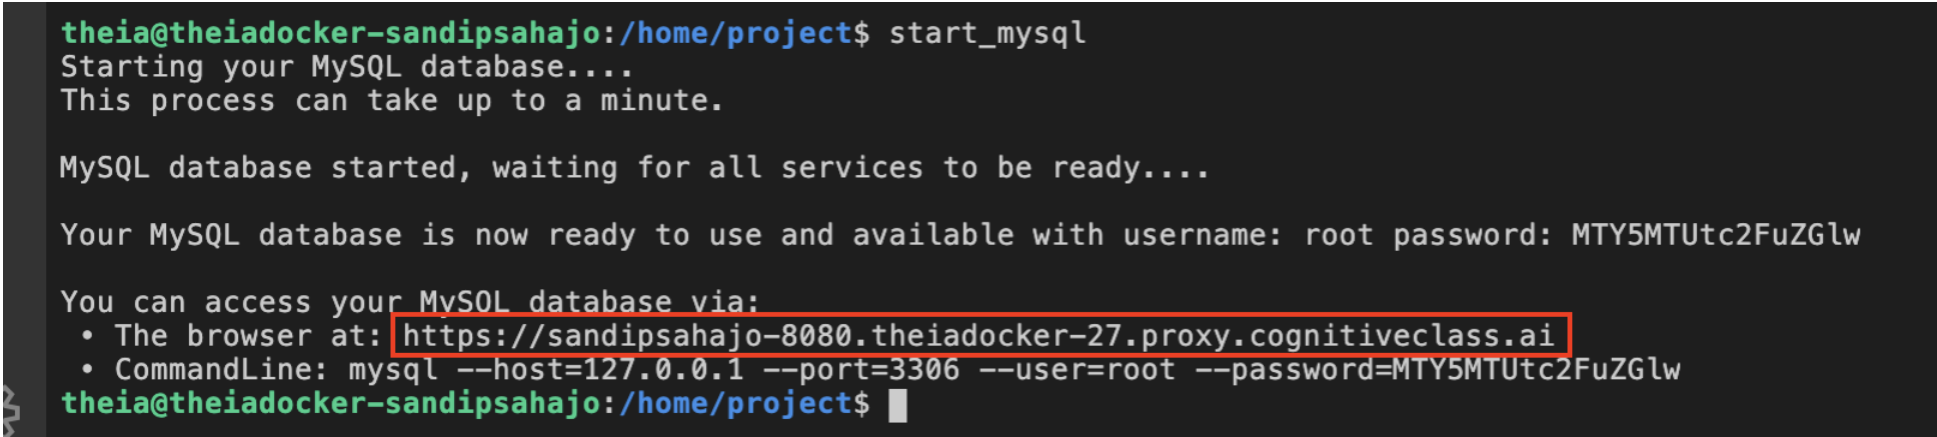 theia@theiadocker-sandipsahajo:/home/project$ start_mysql
Starting your MySQL database....
This process can take up to a minute.
MySQL database started, waiting for all services to be ready....
Your MySQL database is now ready to use and available with username: root password: MTY5MTUtc2FuZGlw
You can access your MySQL database via:
• The browser at: https://sandipsahajo-8080.theiadocker-27.proxy.cognitiveclass.ai
• CommandLine: mysql --host=127.0.0.1 --port=3306 --user=root --password=MTY5MTUtc2FuZGlw
theia@theiadocker-sandipsahajo:/home/project$